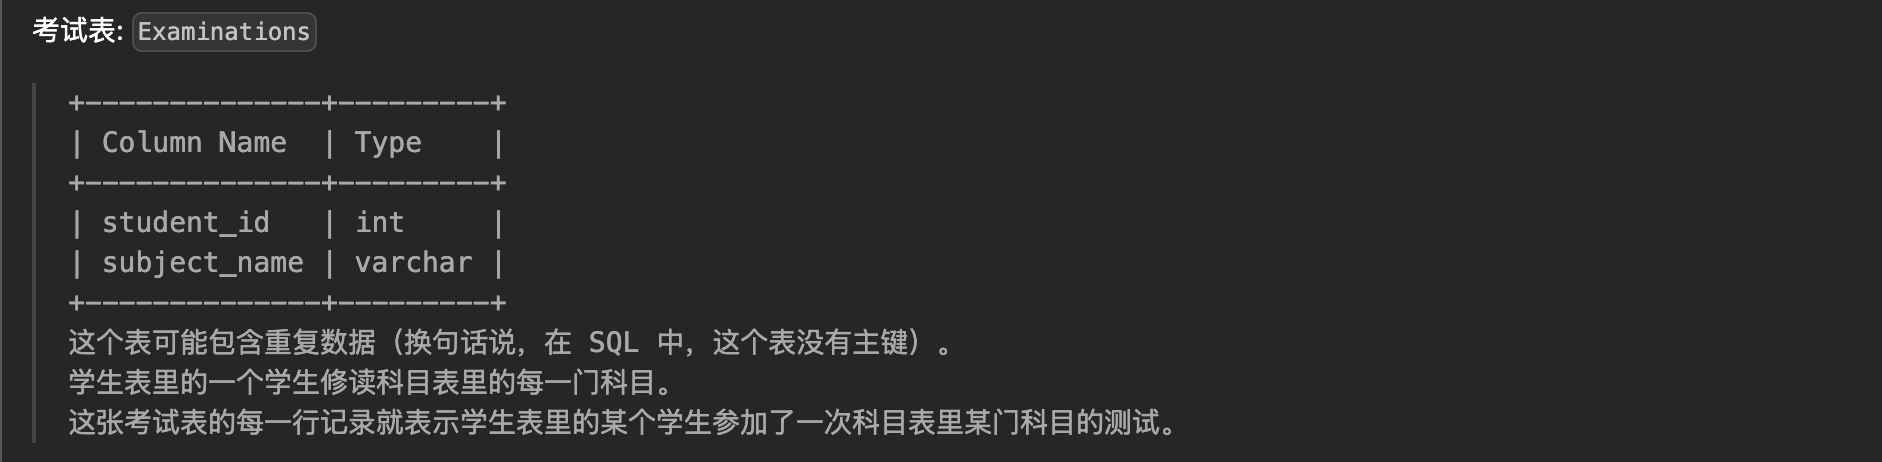 考试表: Examinations
+--------------+---------+
| Column Name  | Type    |
+--------------+---------+
| student_id   | int     |
| subject_name | varchar |
+--------------+---------+
这个表可能包含重复数据（换句话说，在 SQL 中，这个表没有主键）。
学生表里的一个学生修读科目表里的每一门科目。
这张考试表的每一行记录就表示学生表里的某个学生参加了一次科目表里某门科目的测试。